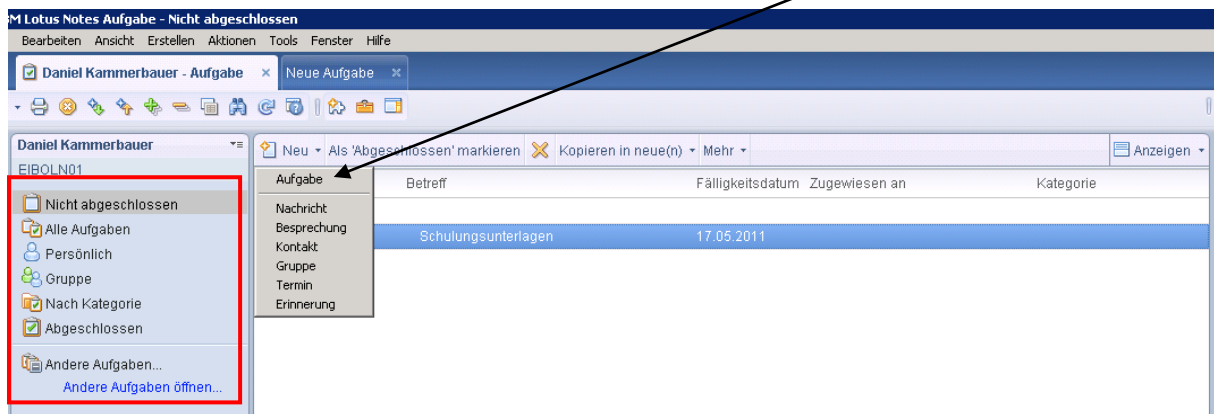 M Lotus Notes Aufgabe - Nicht abgeschlossen
Bearbeiten Ansicht Erstellen Aktionen Tools Fenster Hilfe
Daniel Kammerbauer - Aufgabe Neue Aufgabe
Daniel Kammerbauer
EIBOLN01
Neu Als 'Abgeschlossen' markieren Kopieren in neue(n) Mehr Anzeigen
Betreff Fälligkeitsdatum Zugewiesen an Kategorie
Schulungsunterlagen 17.05.2011
Aufgabe
Nachricht
Besprechung
Kontakt
Gruppe
Termin
Erinnerung
Nicht abgeschlossen
Alle Aufgaben
Persönlich
Gruppe
Nach Kategorie
Abgeschlossen
Andere Aufgaben...
Andere Aufgaben öffnen...